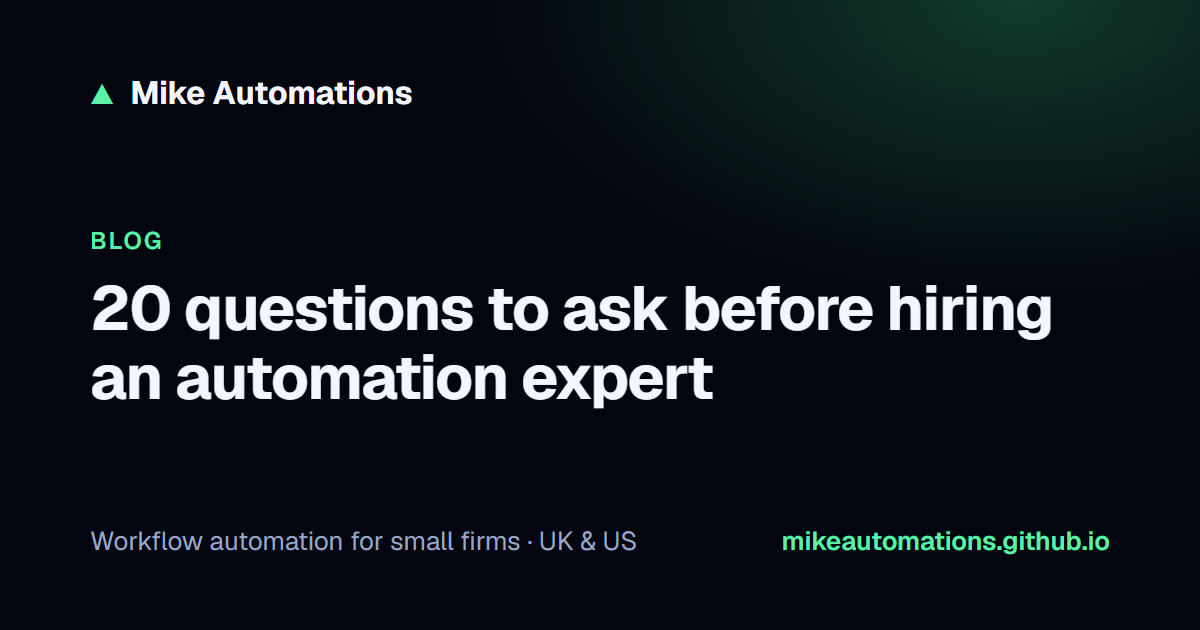 Mike Automations
BLOG
20 questions to ask before hiring
an automation expert
Workflow automation for small firms · UK & US
mikeautomations.github.io